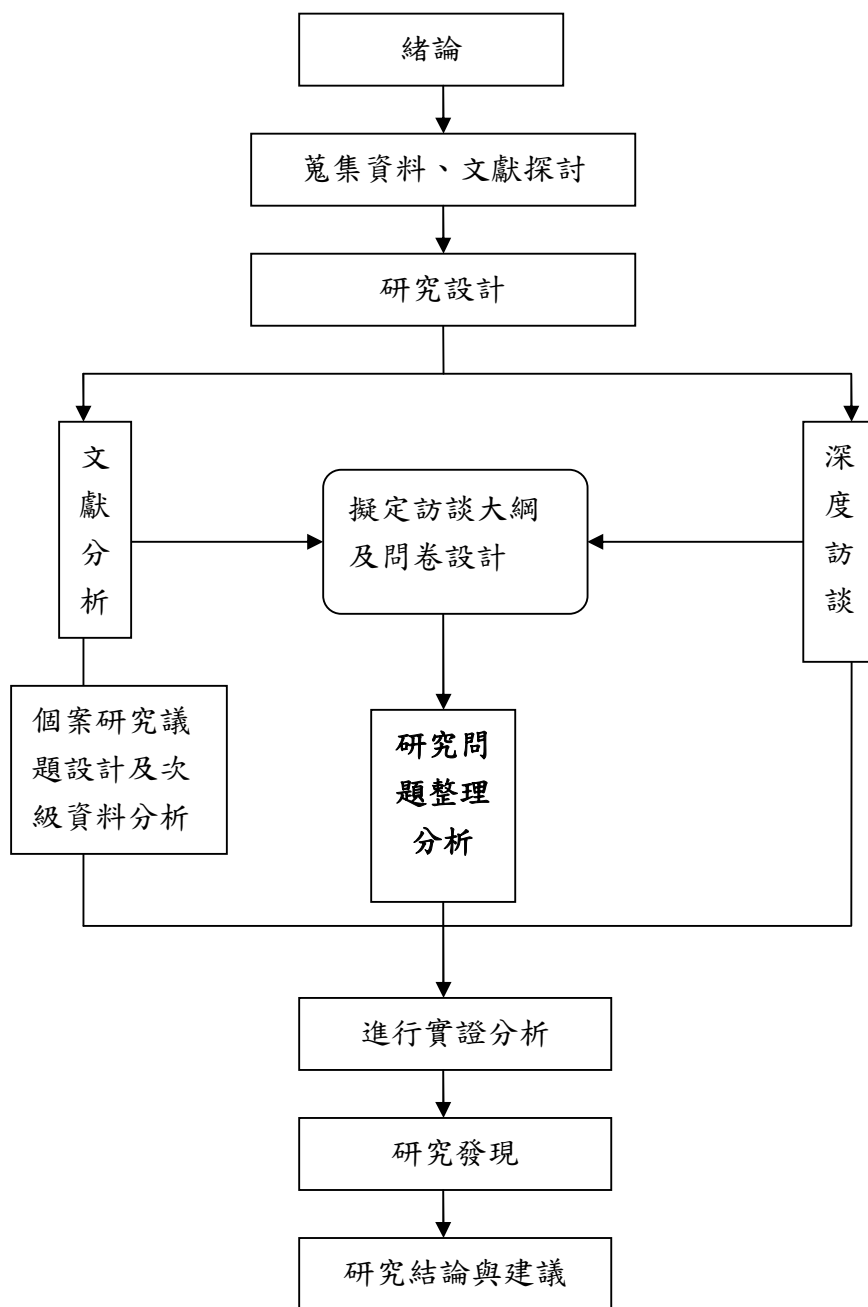 緒論
蒐集資料、文獻探討
研究設計
文獻分析
擬定訪談大綱
及問卷設計
深度訪談
個案研究議
題設計及次
級資料分析
研究問
題整理
分析
進行實證分析
研究發現
研究結論與建議